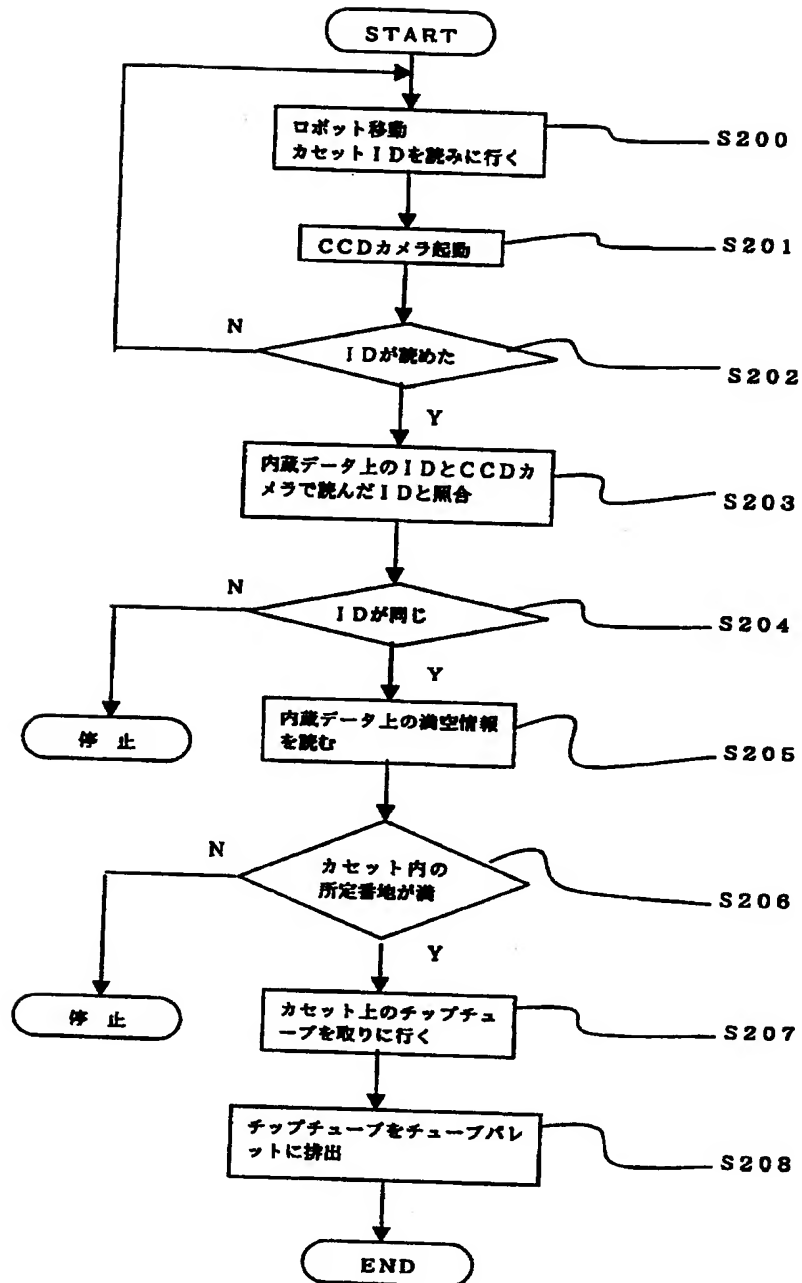 START
ロボット移動
カセットIDを読みに行く
S200
CCDカメラ起動
S201
N
IDが読めた
S202
Y
内蔵データ上のIDとCCDカ
メラで読んだIDと照合
S203
N
IDが同じ
S204
Y
停 止
内蔵データ上の満空情報
を読む
S205
N
カセット内の
所定番地が満
S206
Y
停 止
カセット上のチップチュ
ーブを取りに行く
S207
チップチューブをチューブパレ
ットに排出
S208
END